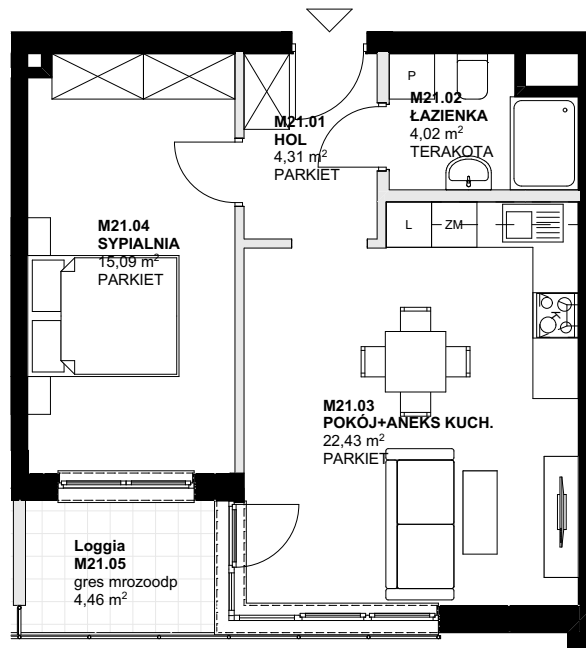 P
M21.02
ŁAZIENKA
4,02 m²
TERAKOTA
M21.01
HOL
4,31 m²
PARKIET
L
ZM
M21.04
SYPIALNIA
15,09 m²
PARKIET
K
M21.03
POKÓJ+ANEKS KUCH.
22,43 m²
PARKIET
Loggia
M21.05
gres mrozoodp
4,46 m²